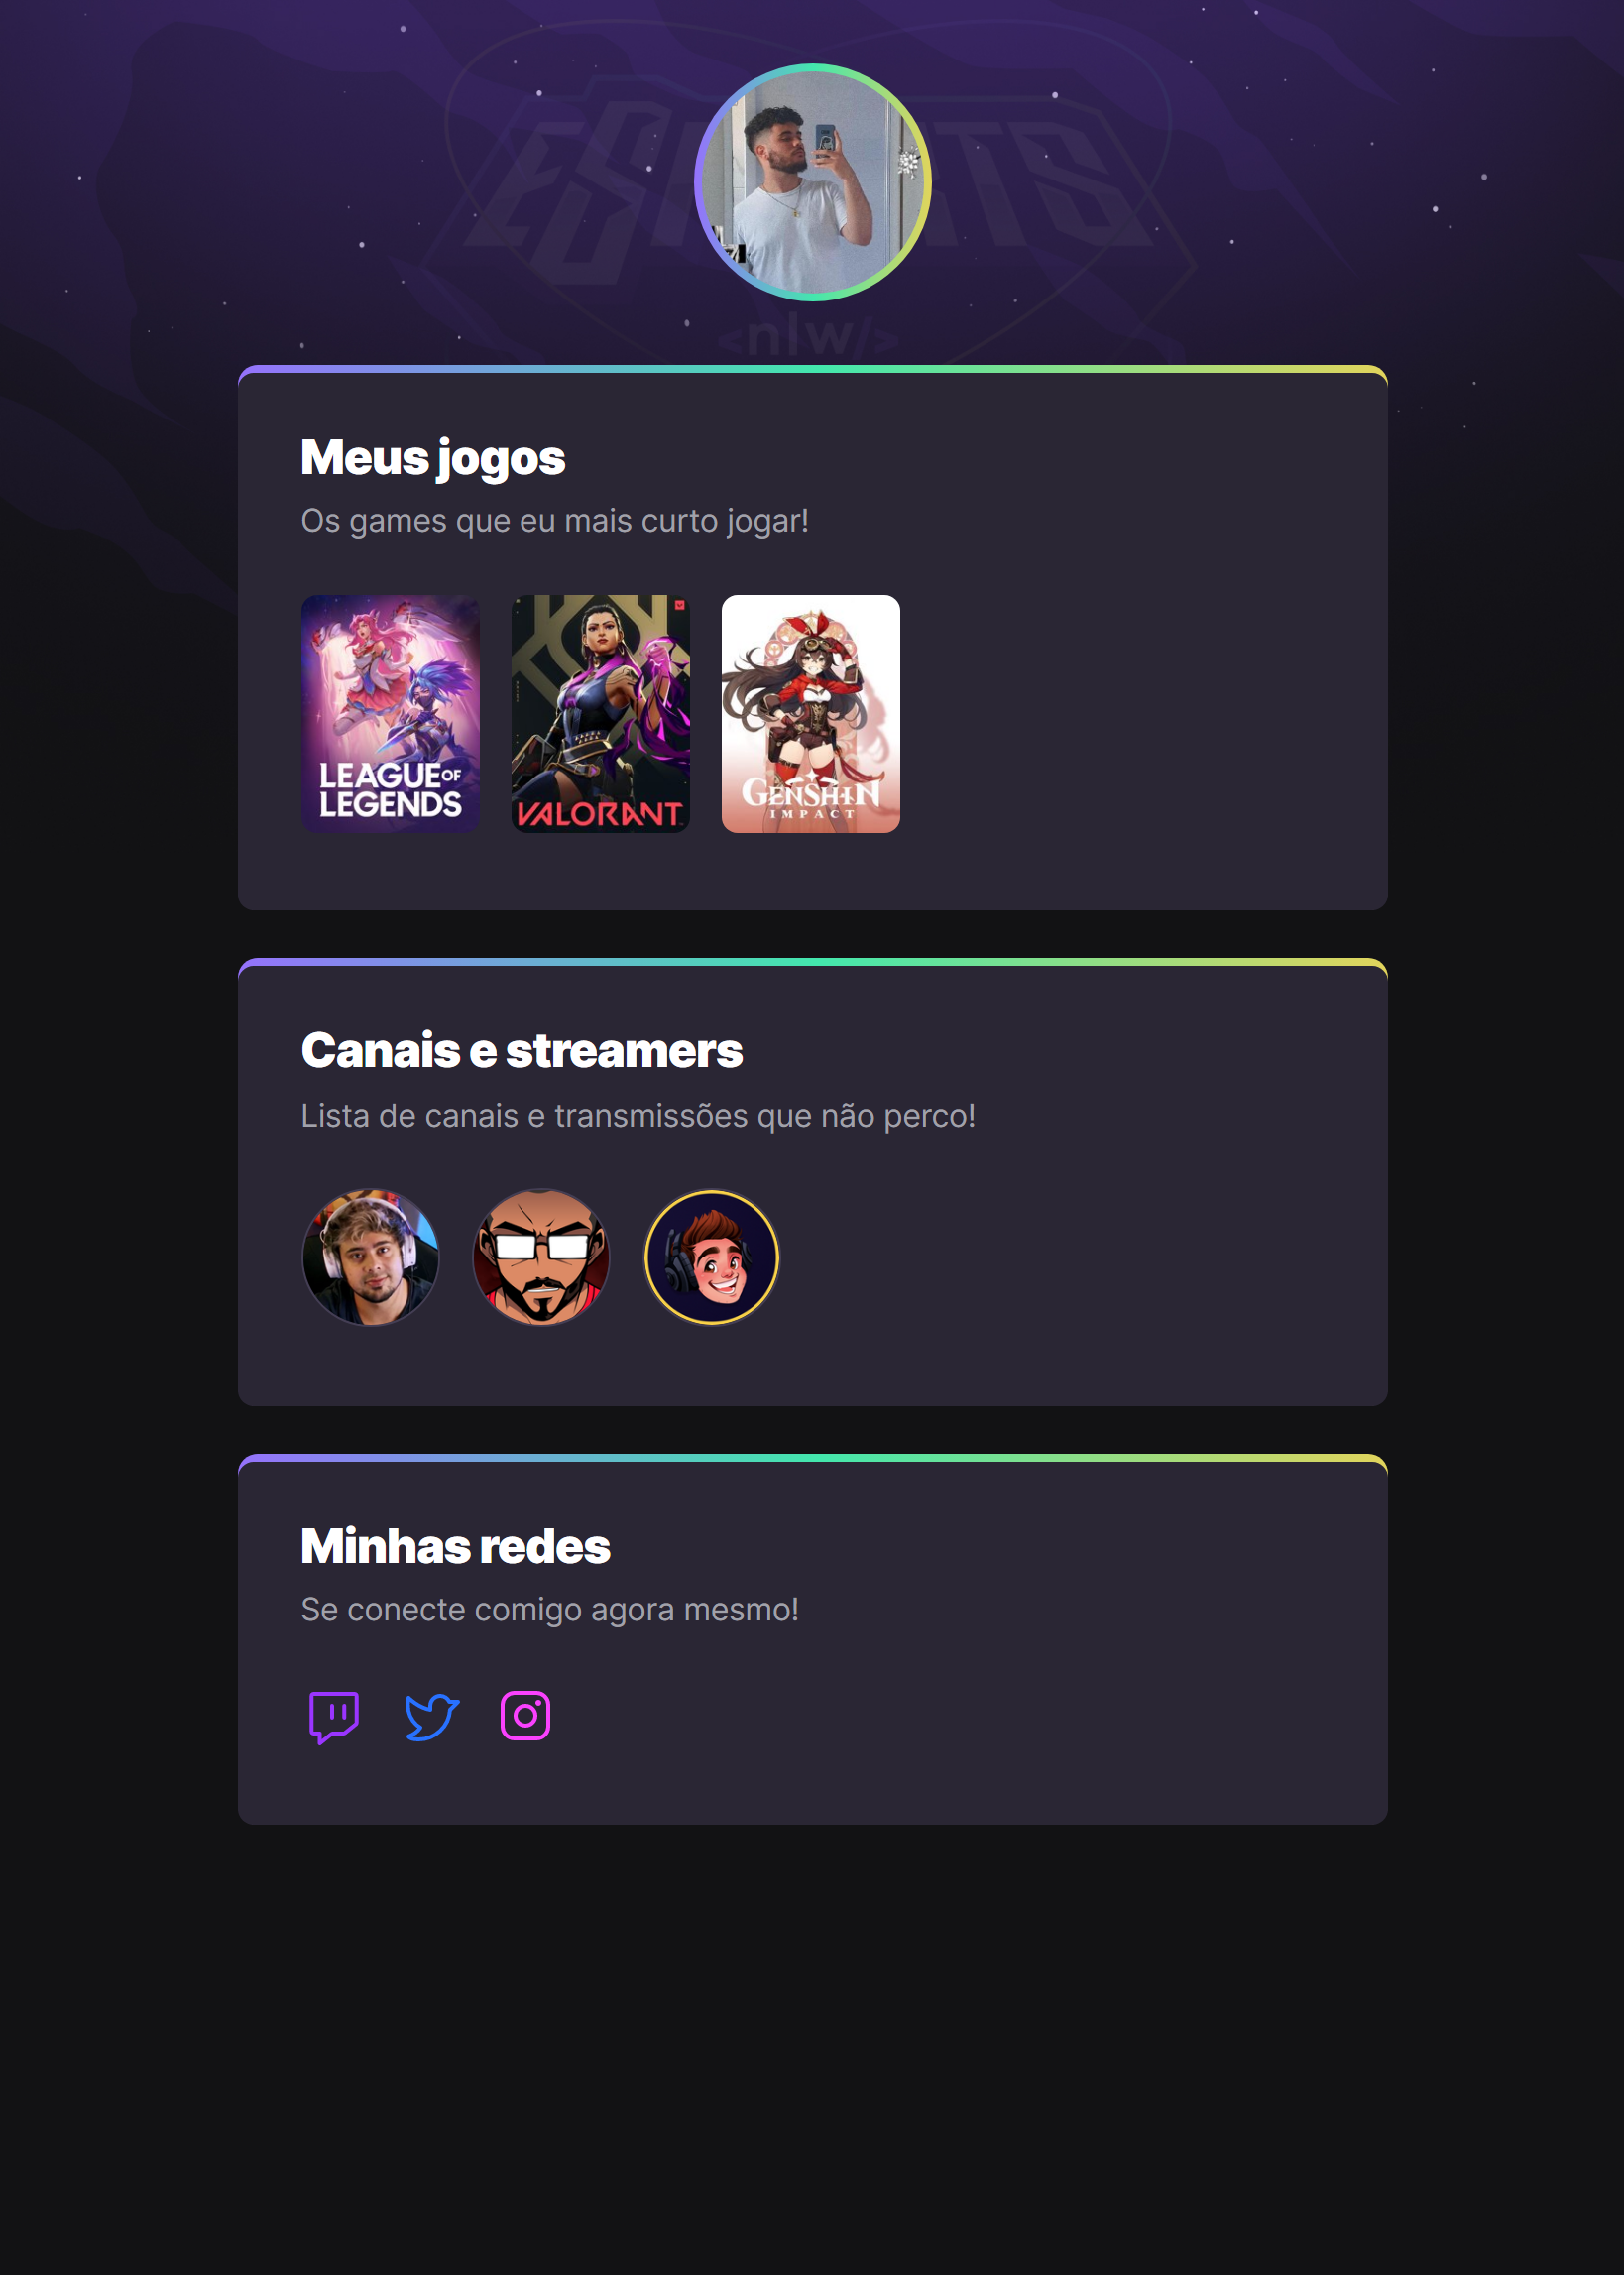 ESPORTS
<nlw/>
Meus jogos
Os games que eu mais curto jogar!
LEAGUE OF
LEGENDS
VALORANT
GENSHIN
IMPACT
Canais e streamers
Lista de canais e transmissões que não perco!
Minhas redes
Se conecte comigo agora mesmo!